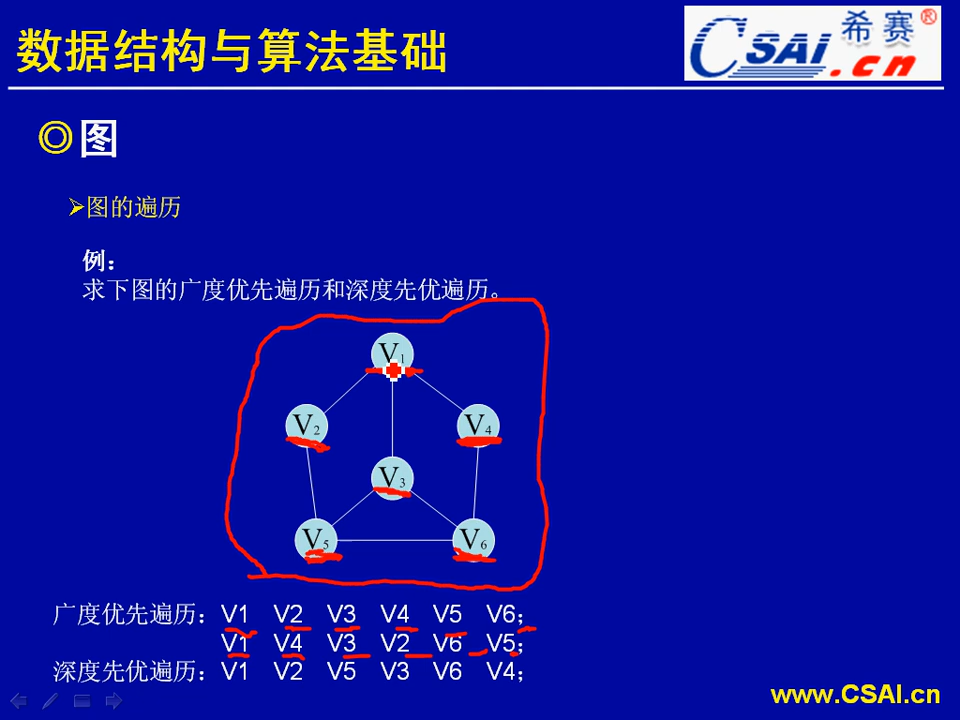 数据结构与算法基础
CSAI 希赛®
.cn
◎图
➢图的遍历
例：
求下图的广度优先遍历和深度先优遍历。
V1
V2 V4
V3
V5 V6
广度优先遍历：V1 V2 V3 V4 V5 V6;
V1 V4 V3 V2 V6 V5;
深度先优遍历：V1 V2 V5 V3 V6 V4;
www.CSAI.cn